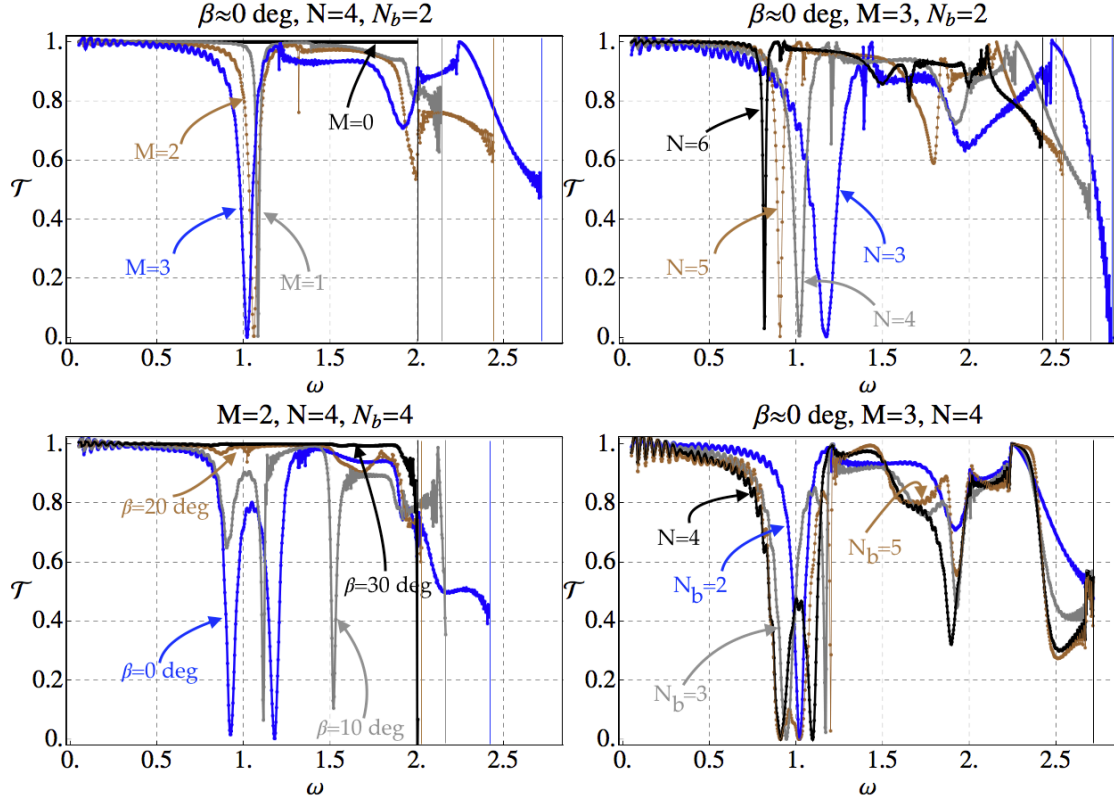 β≈0 deg, N=4, N_b=2
1.
0.8
0.6
0.4
0.2
0.
𝒯
M=0
M=2
M=3
M=1
0. 0.5 1. 1.5 2. 2.5
ω
β≈0 deg, M=3, N_b=2
1.
0.8
0.6
0.4
0.2
0.
𝒯
N=6
N=5
N=3
N=4
0. 0.5 1. 1.5 2. 2.5
ω
M=2, N=4, N_b=4
1.
0.8
0.6
0.4
0.2
0.
𝒯
β=20 deg
β=30 deg
β=0 deg
β=10 deg
0. 0.5 1. 1.5 2. 2.5
ω
β≈0 deg, M=3, N=4
1.
0.8
0.6
0.4
0.2
0.
𝒯
N=4
N_b=5
N_b=2
N_b=3
0. 0.5 1. 1.5 2. 2.5
ω